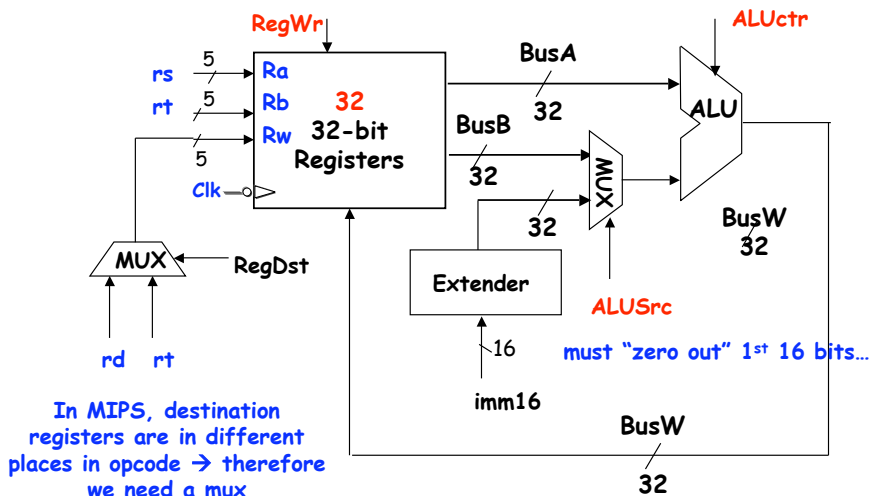 RegWr
ALUctr
rs
5
Ra
rt
5
Rb
5
Rw
Clk
32
32-bit
Registers
BusA
32
BusB
32
32
MUX
ALU
BusW
32
MUX
RegDst
rd
rt
Extender
16
imm16
ALUSrc
must “zero out” 1st 16 bits…
In MIPS, destination
registers are in different
places in opcode → therefore
we need a mux
BusW
32